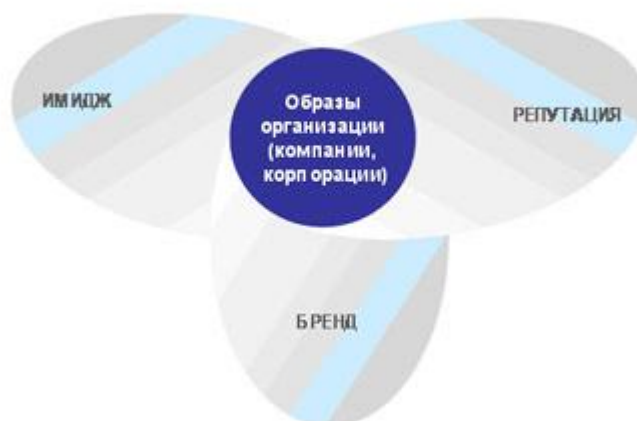 ИМИДЖ
Образы
организации
(компании,
корпорации)
РЕПУТАЦИЯ
БРЕНД